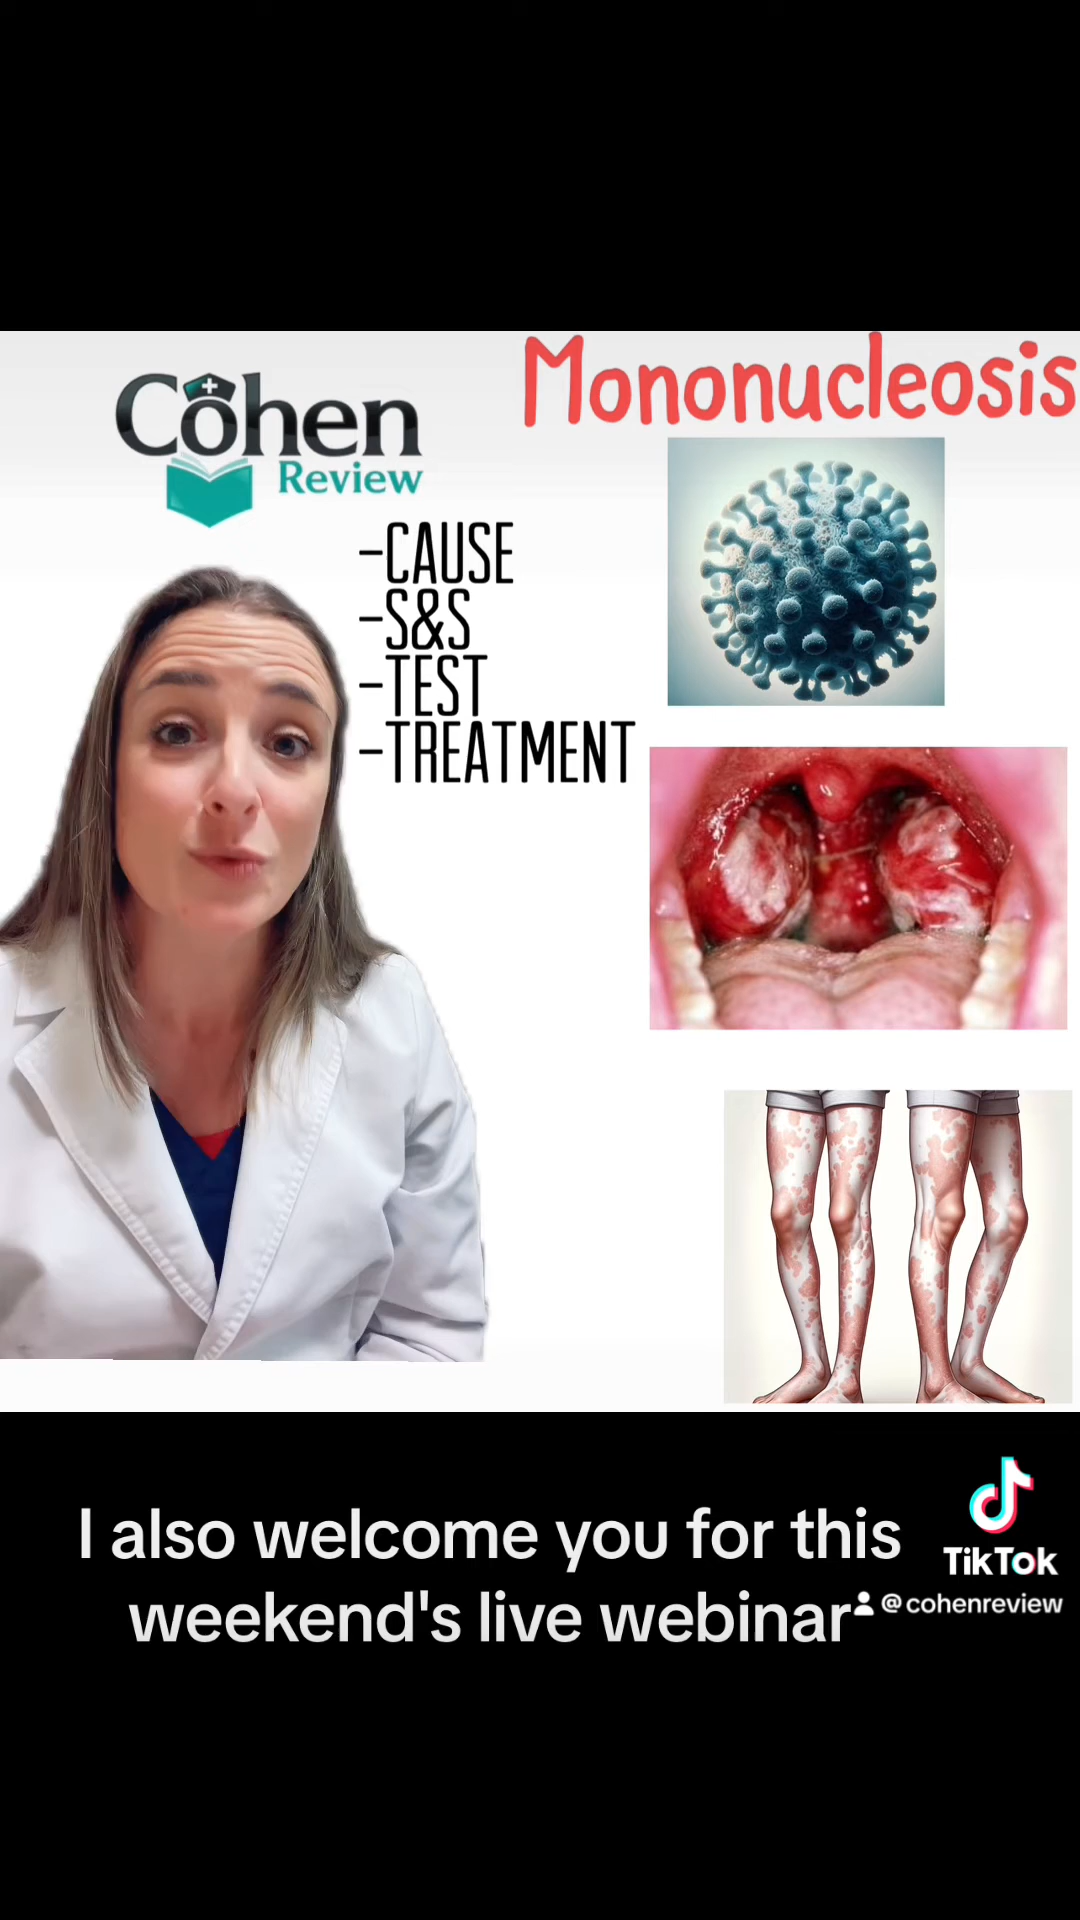 Cohen
Review
Mononucleosis
-CAUSE
-S&S
-TEST
-TREATMENT
I also welcome you for this
weekend's live webinar
TikTok
@cohenreview